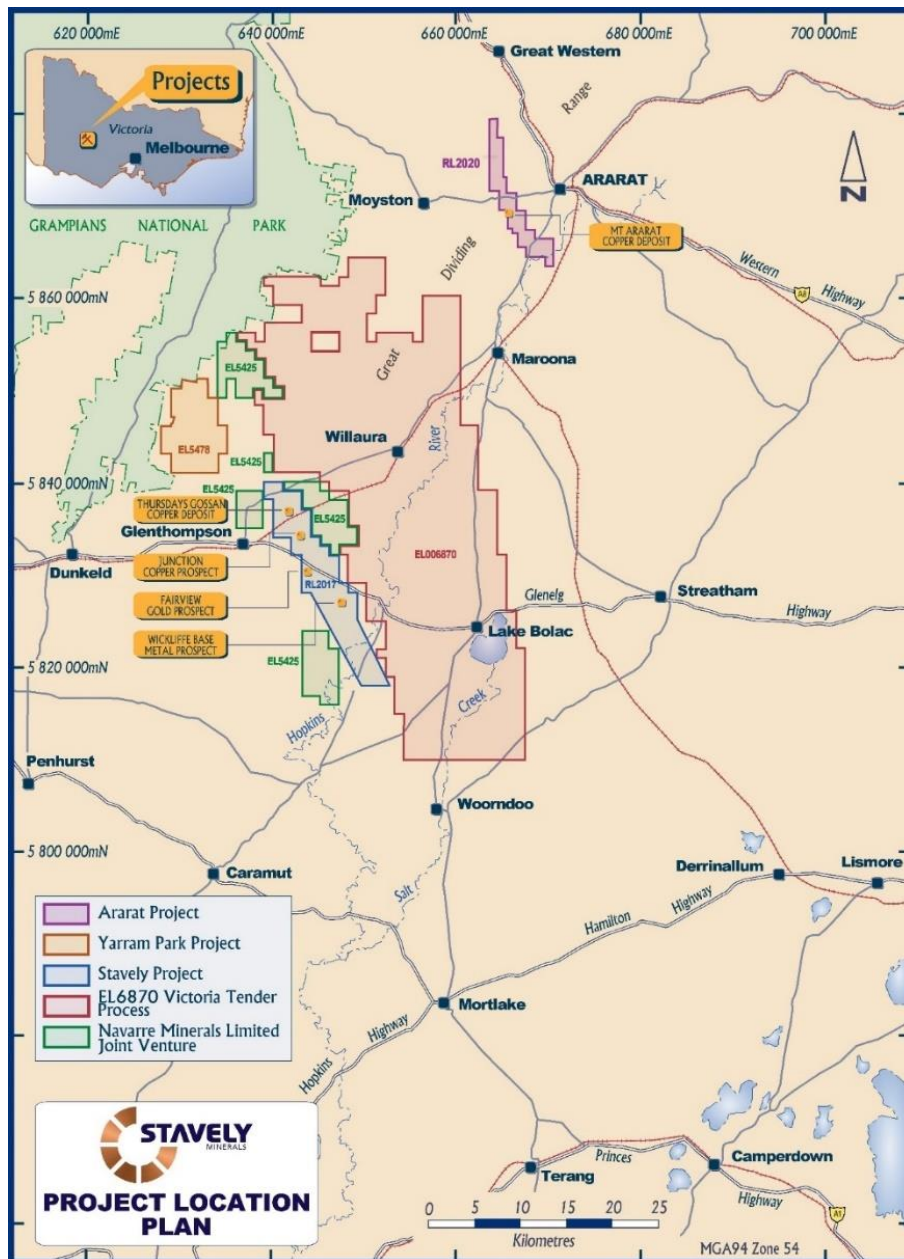 620 000mE
640 000mE
660 000mE
680 000mE
700 000mE
Projects
Victoria
Melbourne
Great Western
Range
RL2020
ARARAT
N
Moyston
GRAMPIANS NATIONAL PARK
MT ARARAT
COPPER DEPOSIT
Dividing
Western
Highway
A8
5 860 000mN
Great
Maroona
EL5425
EL5478
Willaura
River
EL5425
5 840 000mN
EL5425
THURSDAYS GOSSAN
COPPER DEPOSIT
EL5425
Glenthompson
EL006870
Dunkeld
JUNCTION
COPPER PROSPECT
RL2017
FAIRVIEW
GOLD PROSPECT
Glenelg
Streatham
Highway
WICKLIFFE BASE
METAL PROSPECT
Lake Bolac
EL5425
5 820 000mN
Hopkins
Creek
Penhurst
Woorndoo
5 800 000mN
Caramut
Derrinallum
Lismore
Salt
Hamilton
Highway
Ararat Project
Yarram Park Project
Stavely Project
EL6870 Victoria Tender
Process
Navarre Minerals Limited
Joint Venture
Mortlake
Hopkins
Highway
STAVELY
MINERALS
PROJECT LOCATION
PLAN
Terang
Princes
Camperdown
Highway
A1
0 5 10 15 20 25
Kilometres
MGA94 Zone 54